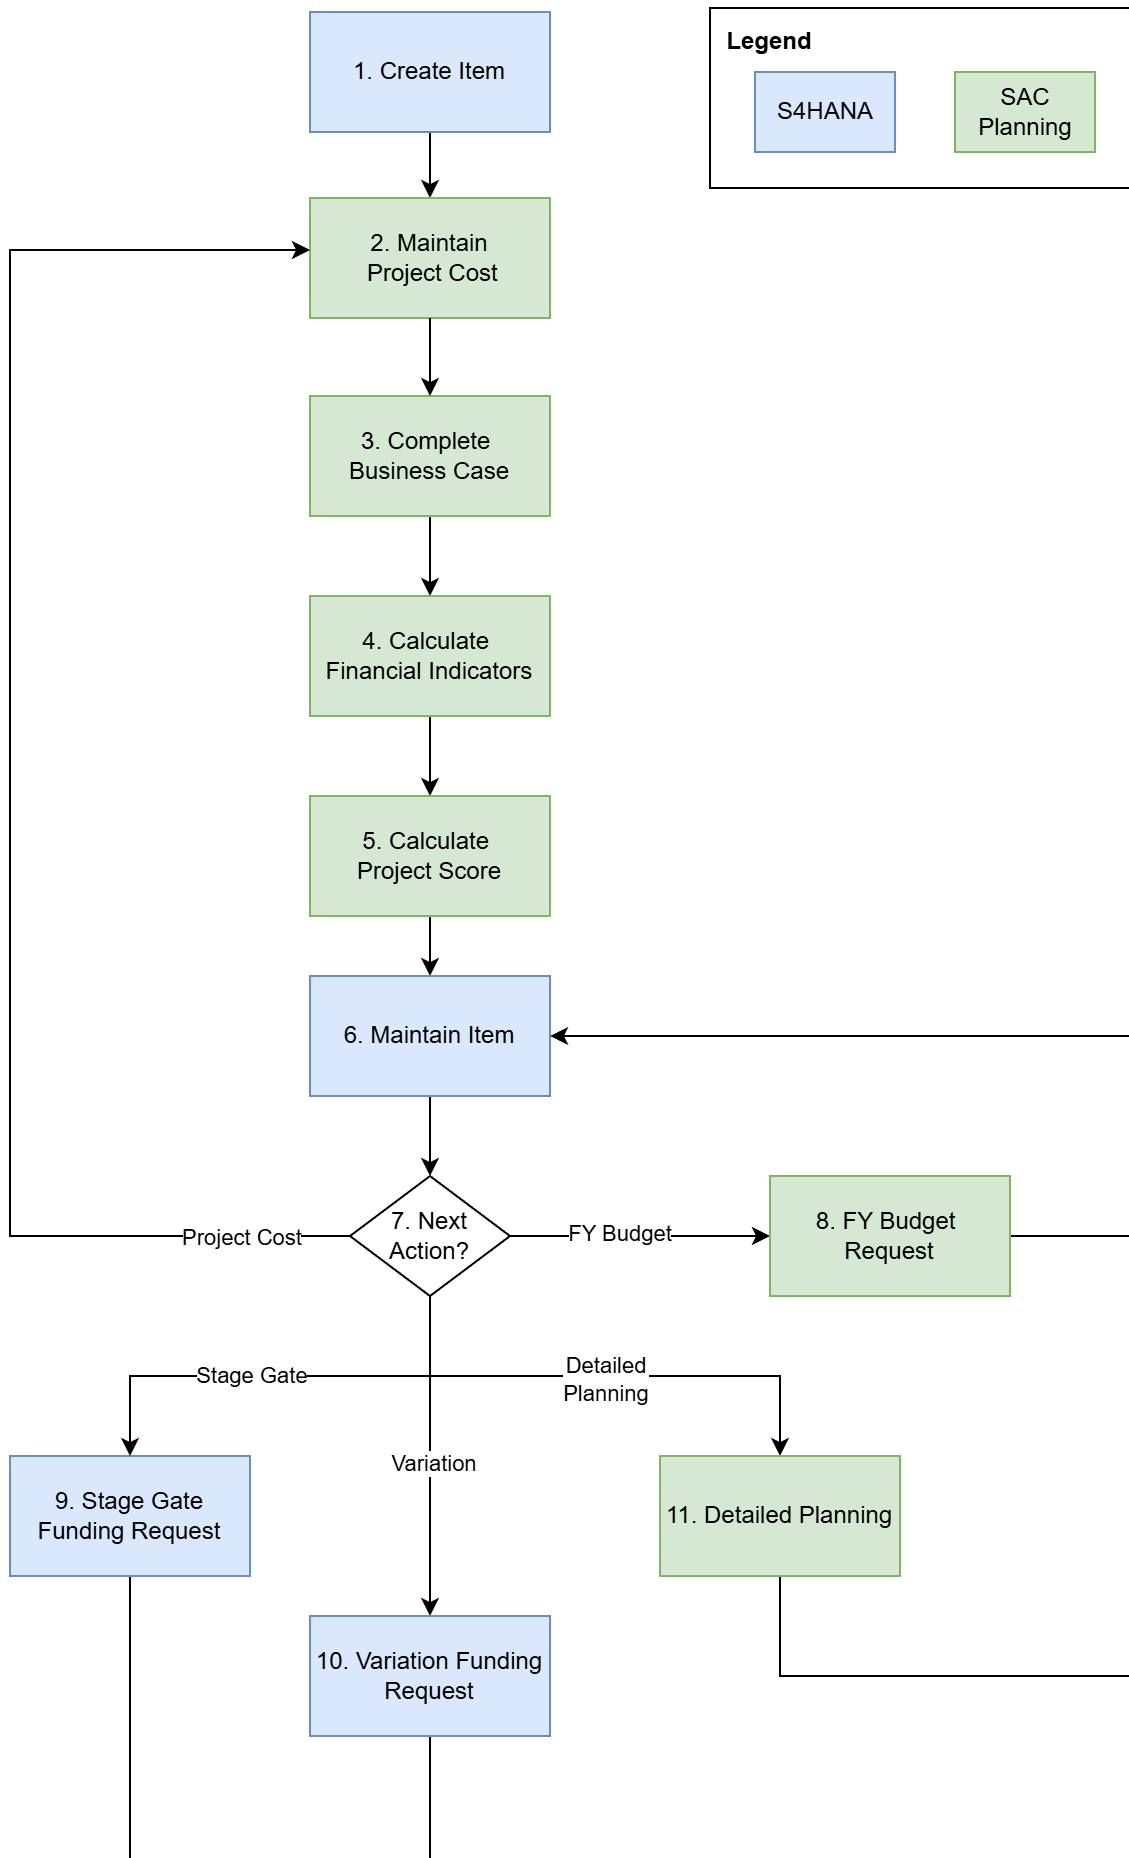 1. Create Item
Legend
S4HANA
SAC
Planning
2. Maintain
Project Cost
3. Complete
Business Case
4. Calculate
Financial Indicators
5. Calculate
Project Score
6. Maintain Item
7. Next
Action?
Project Cost
FY Budget
8. FY Budget
Request
Stage Gate
Detailed
Planning
Variation
9. Stage Gate
Funding Request
11. Detailed Planning
10. Variation Funding
Request